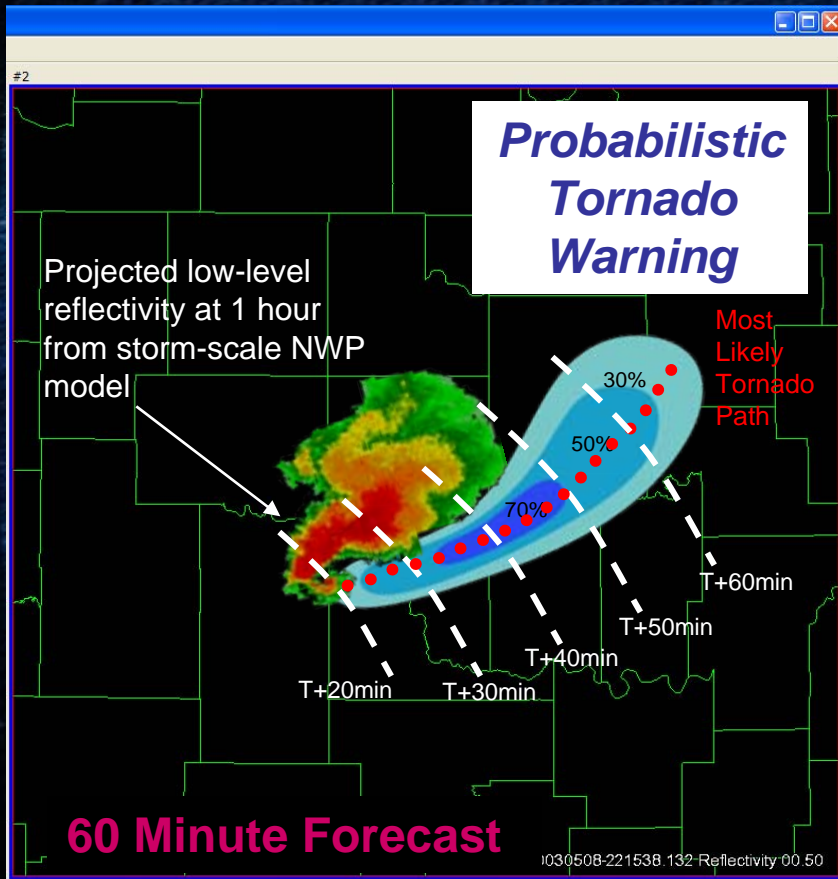 #2
Probabilistic
Tornado
Warning
Projected low-level
reflectivity at 1 hour
from storm-scale NWP
model
Most
Likely
Tornado
Path
30%
50%
70%
T+60min
T+50min
T+40min
T+20min
T+30min
60 Minute Forecast
030508-221538.132 Reflectivity 00.50